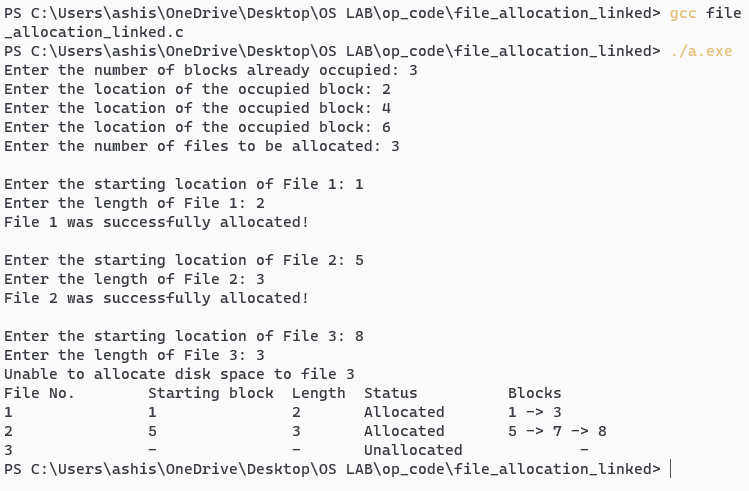 PS C:\Users\ashis\OneDrive\Desktop\OS LAB\op_code\file_allocation_linked> gcc file
_allocation_linked.c
PS C:\Users\ashis\OneDrive\Desktop\OS LAB\op_code\file_allocation_linked> ./a.exe
Enter the number of blocks already occupied: 3
Enter the location of the occupied block: 2
Enter the location of the occupied block: 4
Enter the location of the occupied block: 6
Enter the number of files to be allocated: 3

Enter the starting location of File 1: 1
Enter the length of File 1: 2
File 1 was successfully allocated!

Enter the starting location of File 2: 5
Enter the length of File 2: 3
File 2 was successfully allocated!

Enter the starting location of File 3: 8
Enter the length of File 3: 3
Unable to allocate disk space to file 3
File No.        Starting block  Length  Status          Blocks
1               1               2       Allocated       1 -> 3
2               5               3       Allocated       5 -> 7 -> 8
3               -               -       Unallocated             -
PS C:\Users\ashis\OneDrive\Desktop\OS LAB\op_code\file_allocation_linked>